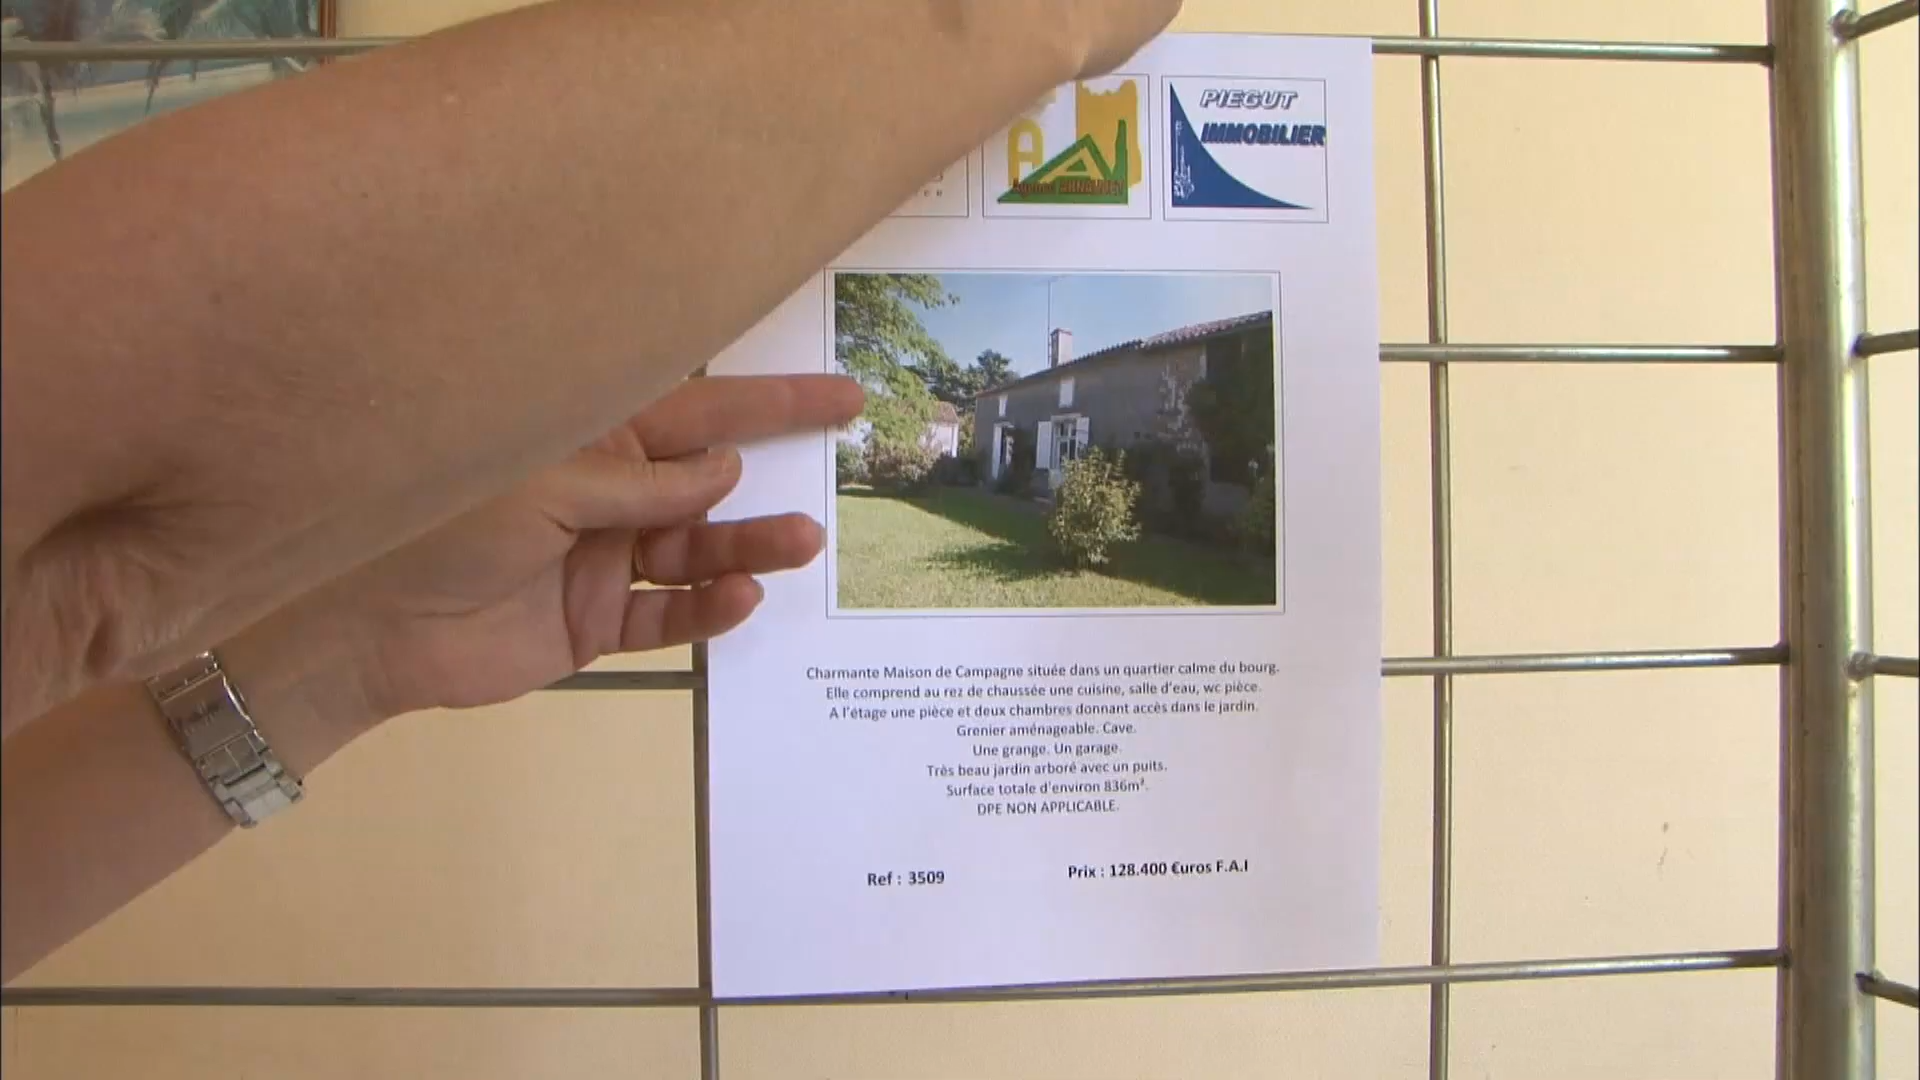 PIEGUT
IMMOBILIER
Charmante Maison de Campagne située dans un quartier calme du bourg.
Elle comprend au rez de chaussée une cuisine, salle d'eau, wc pièce.
A l'étage une pièce et deux chambres donnant accès dans le jardin.
Grenier aménageable. Cave.
Une grange. Un garage.
Très beau jardin arboré avec un puits.
Surface totale d'environ 836m².
DPE NON APPLICABLE.
Ref : 3509
Prix : 128.400 €uros F.A.I